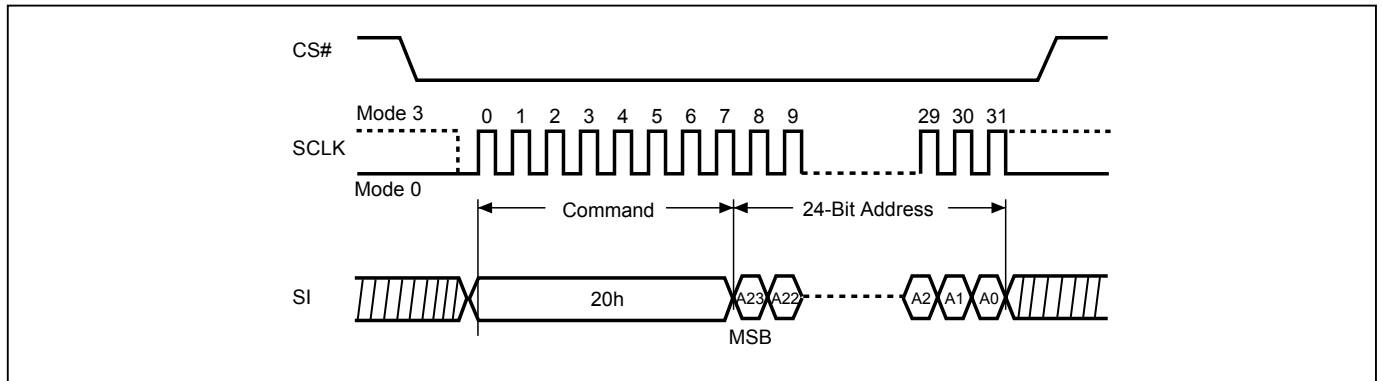 CS#
Mode 3
0 1 2 3 4 5 6 7 8 9 29 30 31
SCLK
Mode 0
Command 24-Bit Address
SI 20h A23 A22 A2 A1 A0
MSB